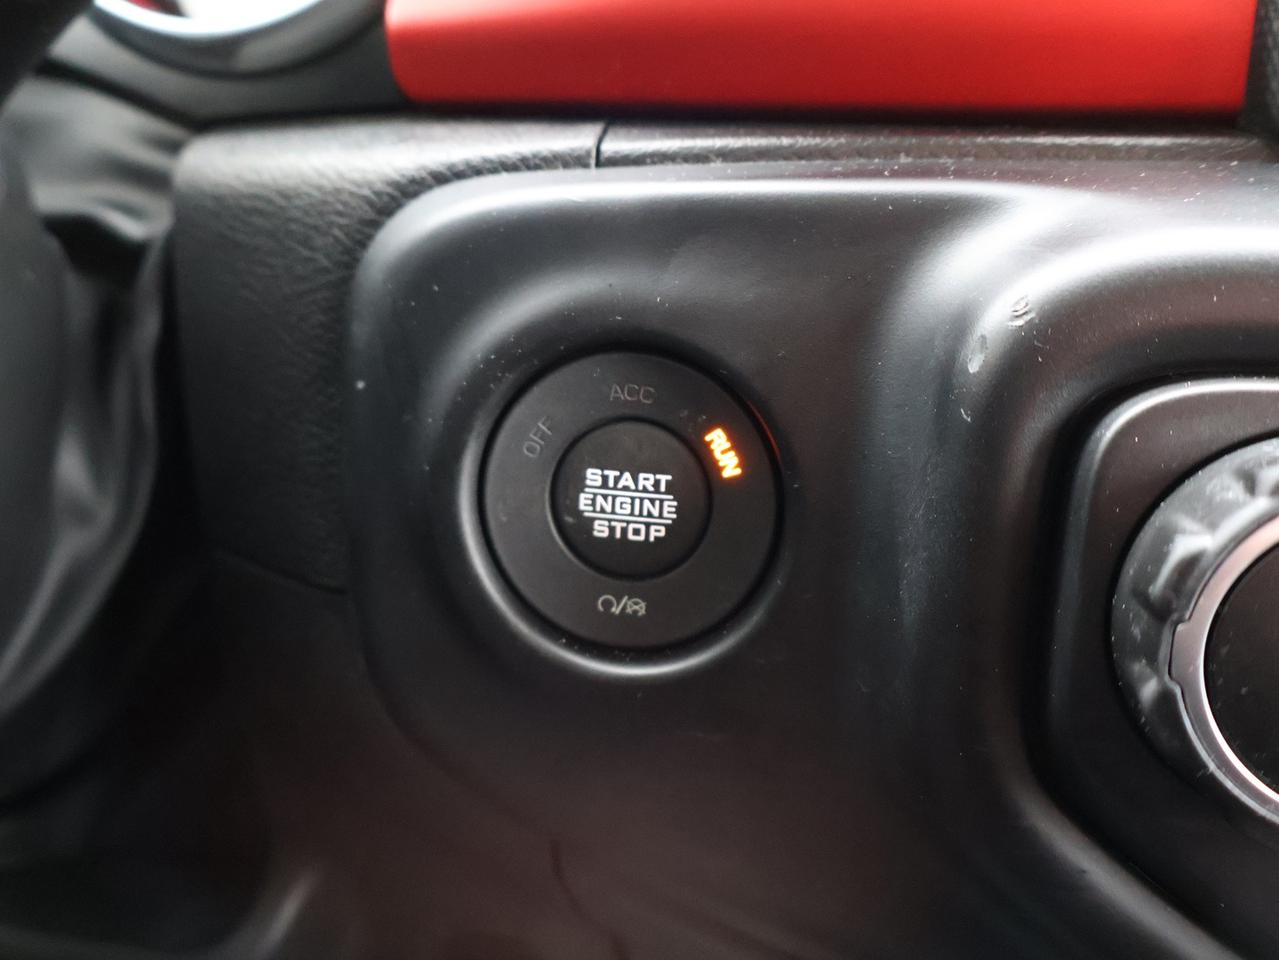 ACC
OFF
RUN
START
ENGINE
STOP